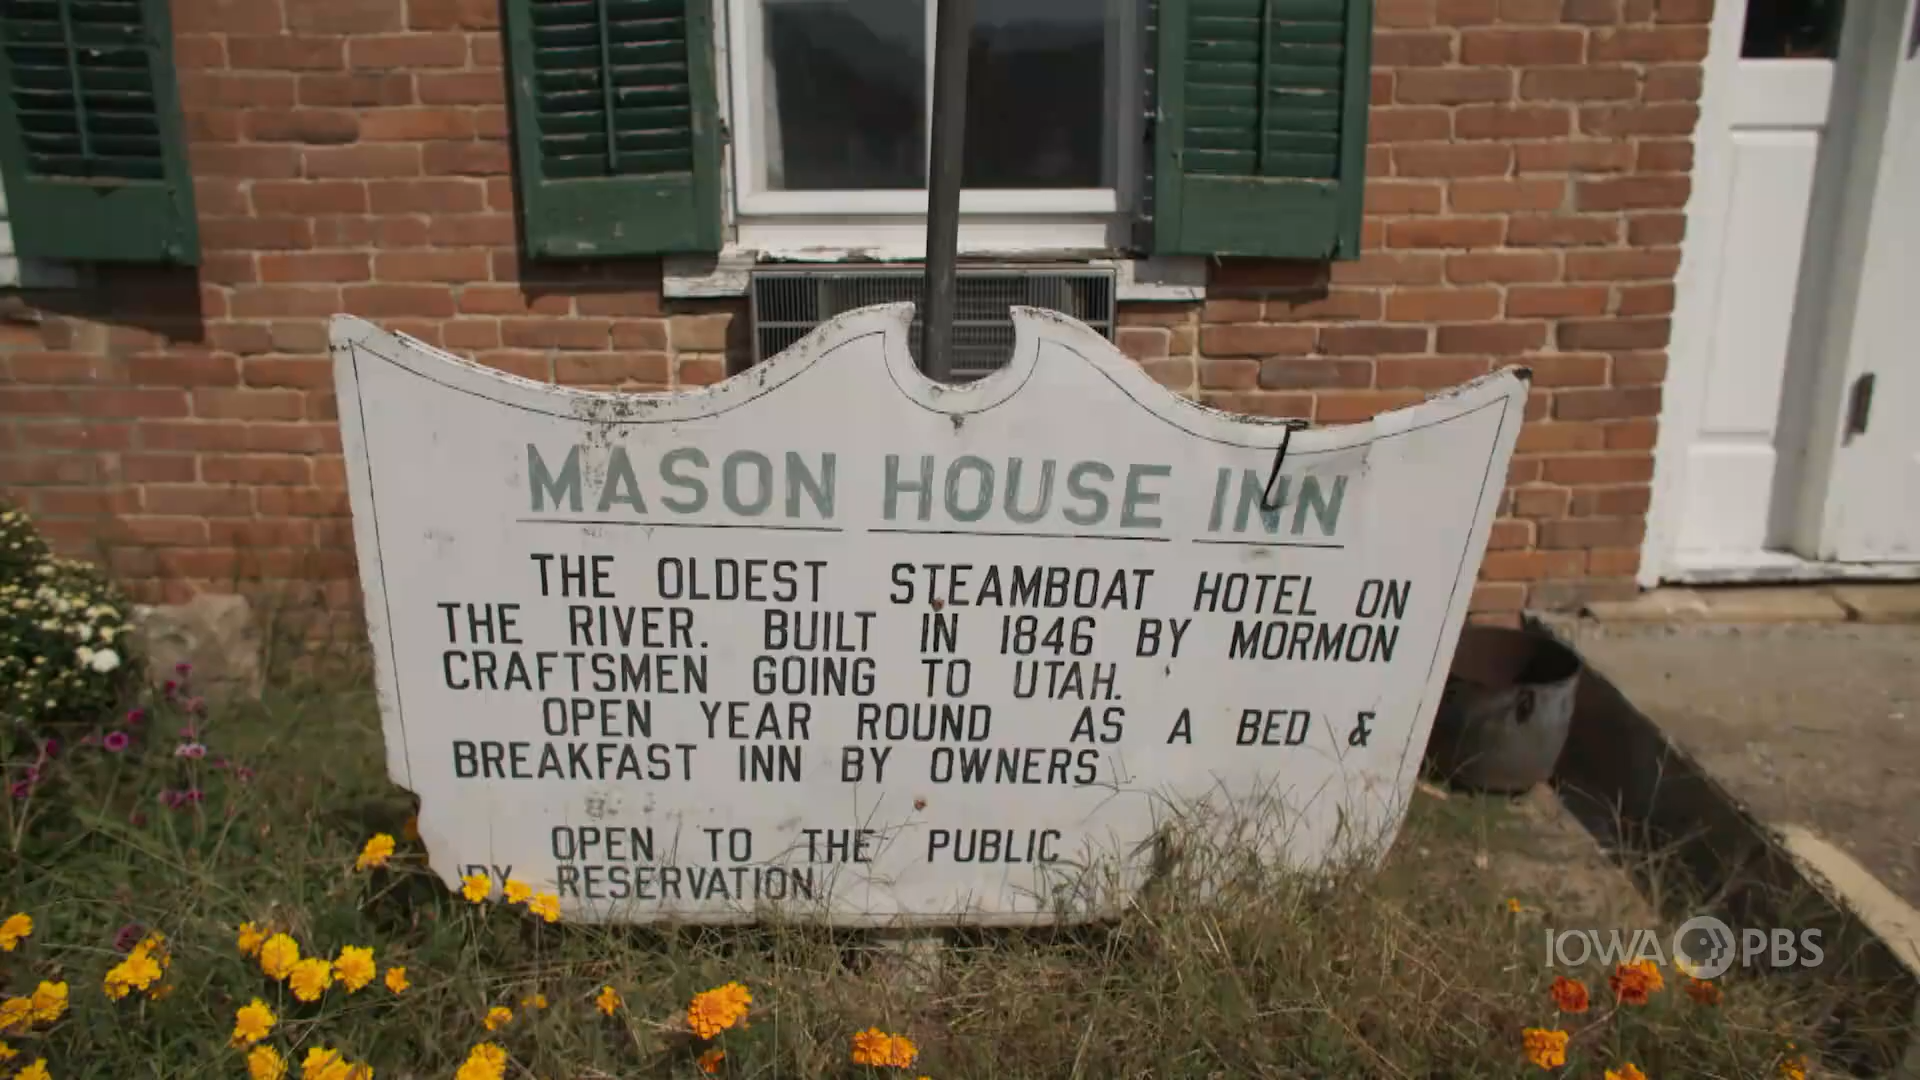 MASON HOUSE INN
THE OLDEST STEAMBOAT HOTEL ON
THE RIVER. BUILT IN 1846 BY MORMON
CRAFTSMEN GOING TO UTAH.
OPEN YEAR ROUND AS A BED &
BREAKFAST INN BY OWNERS
OPEN TO THE PUBLIC
BY RESERVATION
IOWA PBS